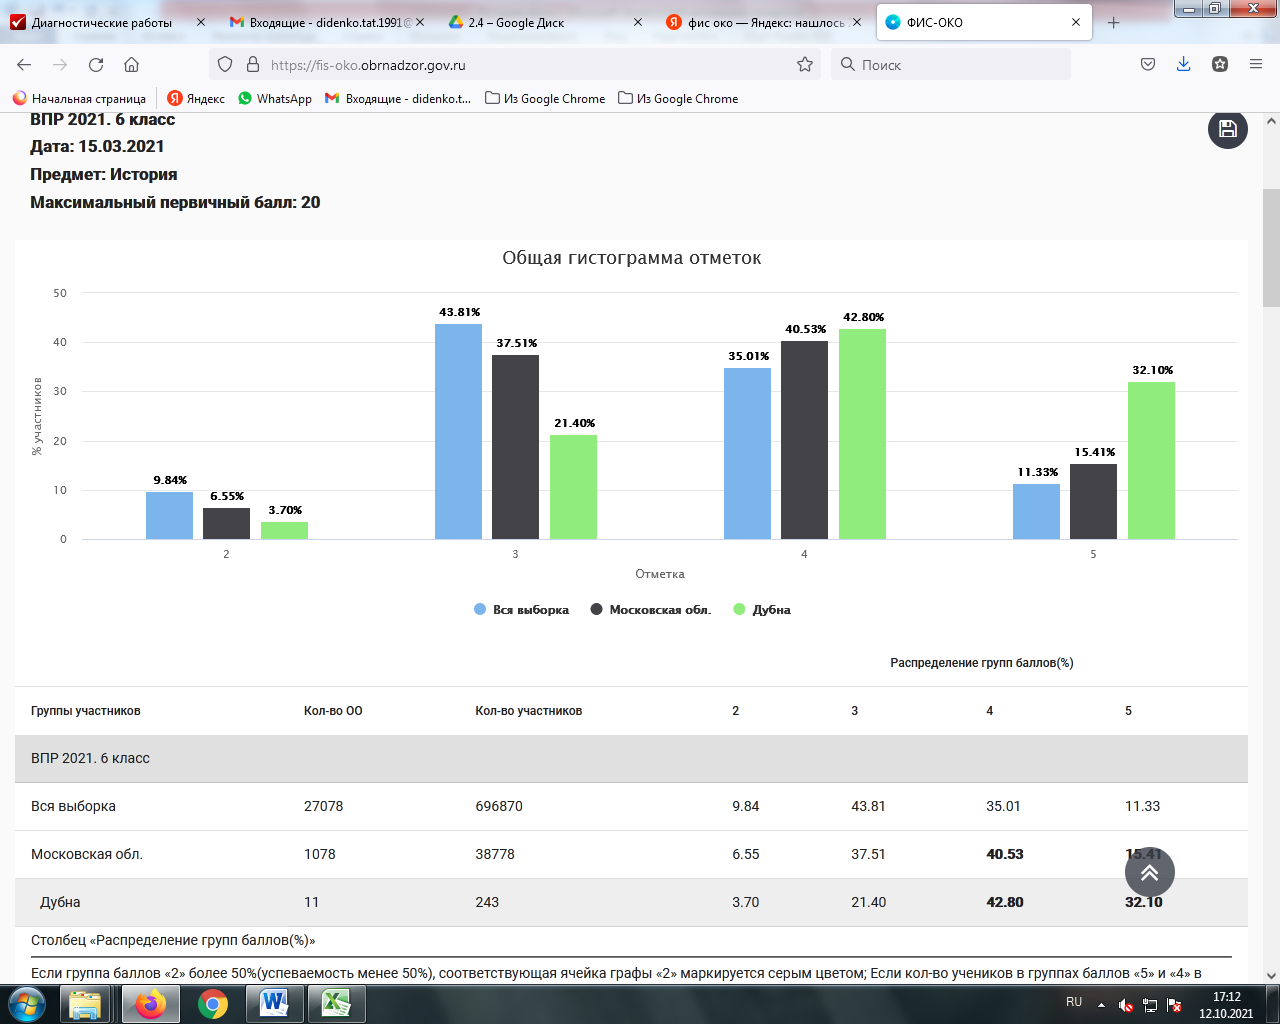 Диагностические работы
Входящие - didenko.tat.1991@
2.4 – Google Диск
фис око — Яндекс: нашлось
ФИС-ОКО
https://fis-oko.obrnadzor.gov.ru
Поиск
Начальная страница
Яндекс
WhatsApp
Входящие - didenko.t...
Из Google Chrome
Из Google Chrome
ВПР 2021. 6 класс
Дата: 15.03.2021
Предмет: История
Максимальный первичный балл: 20
Общая гистограмма отметок
% участников
50
40
30
20
10
0
9.84%
6.55%
3.70%
43.81%
37.51%
21.40%
35.01%
40.53%
42.80%
11.33%
15.41%
32.10%
2 3 4 5
Отметка
Вся выборка Московская обл. Дубна
Распределение групп баллов(%)
Группы участников Кол-во ОО Кол-во участников 2 3 4 5
ВПР 2021. 6 класс
Вся выборка 27078 696870 9.84 43.81 35.01 11.33
Московская обл. 1078 38778 6.55 37.51 40.53 15.41
Дубна 11 243 3.70 21.40 42.80 32.10
Столбец «Распределение групп баллов(%)»
Если группа баллов «2» более 50%(успеваемость менее 50%), соответствующая ячейка графы «2» маркируется серым цветом; Если кол-во учеников в группах баллов «5» и «4» в
RU
17:12
12.10.2021